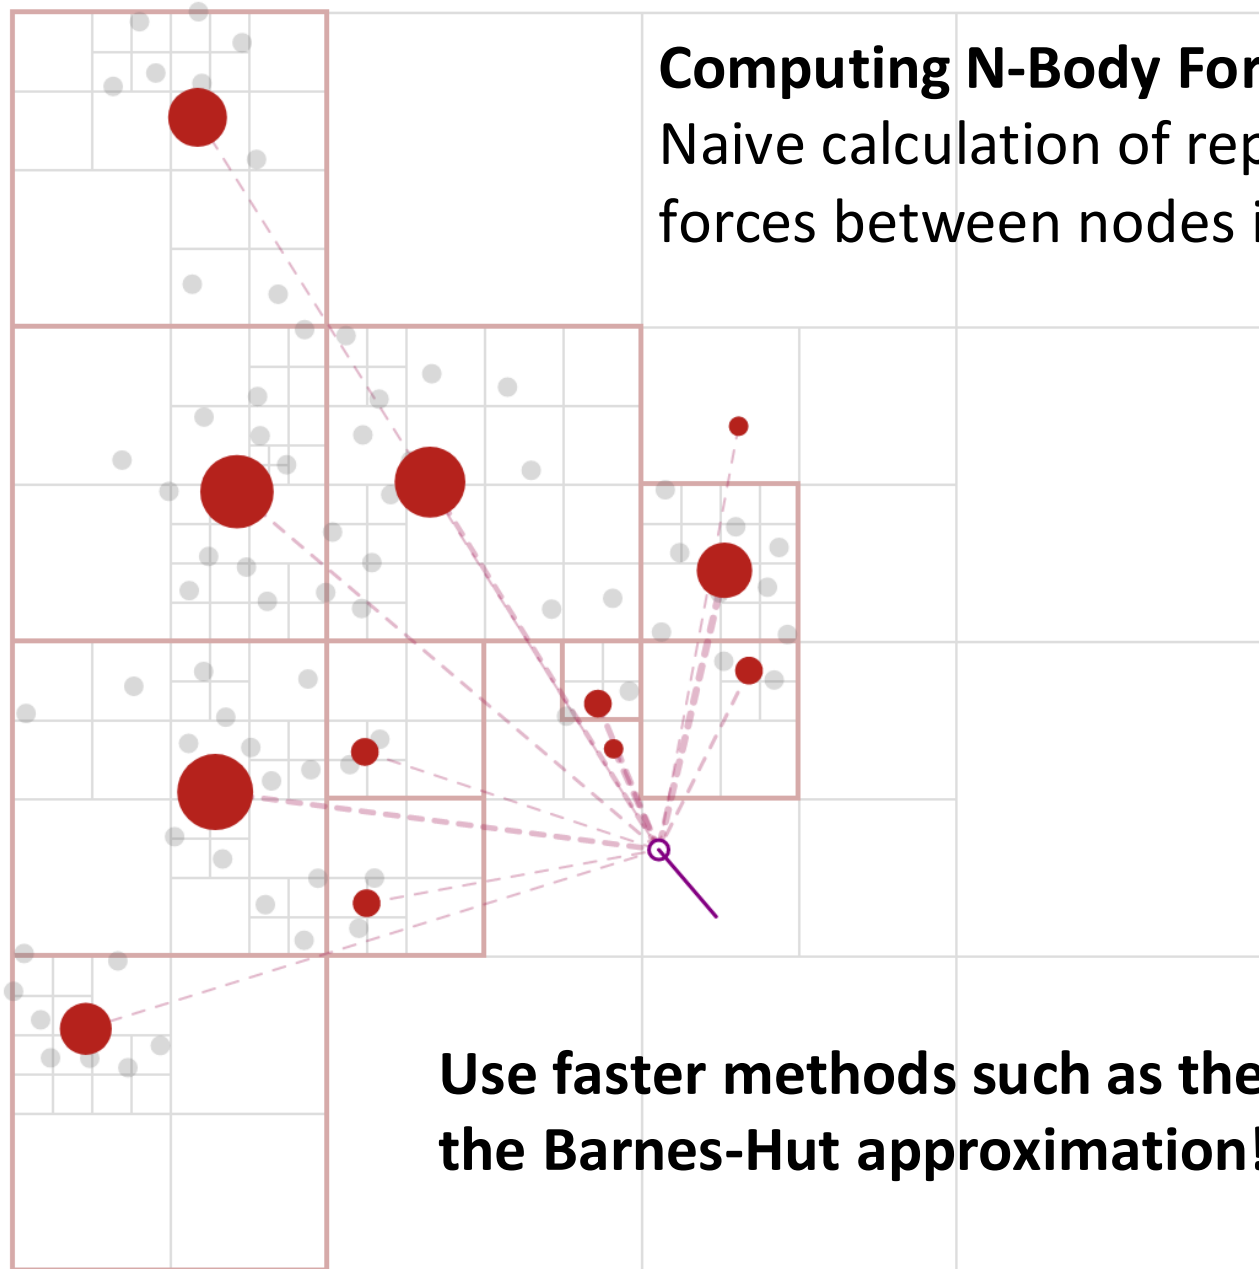 Computing N-Body For
Naive calculation of rep
forces between nodes i
Use faster methods such as the
the Barnes-Hut approximation!